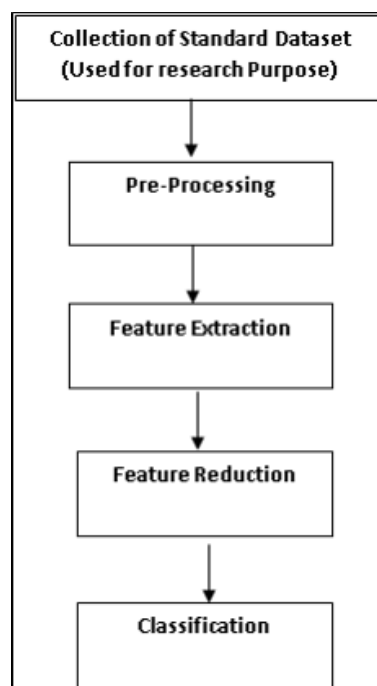 Collection of Standard Dataset
(Used for research Purpose)
Pre-Processing
Feature Extraction
Feature Reduction
Classification